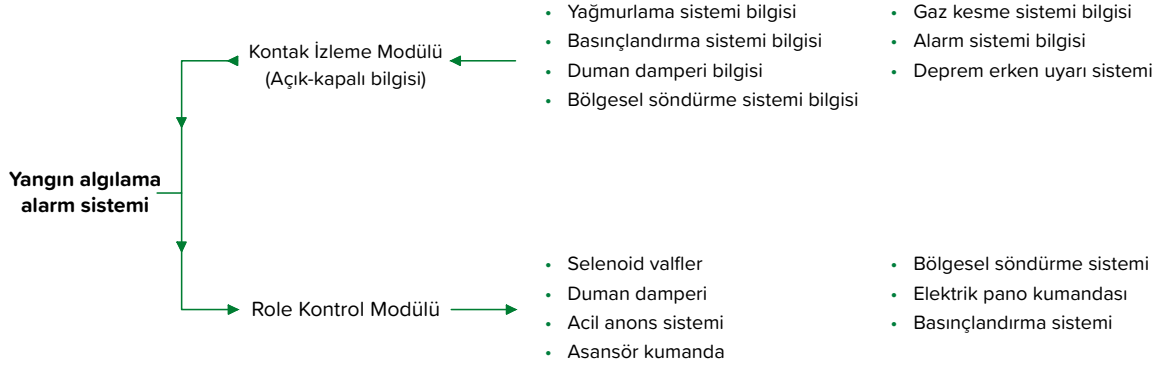 • Yağmurlama sistemi bilgisi
• Basınçlandırma sistemi bilgisi
• Duman damperi bilgisi
• Bölgesel söndürme sistemi bilgisi
• Gaz kesme sistemi bilgisi
• Alarm sistemi bilgisi
• Deprem erken uyarı sistemi
Kontak İzleme Modülü
(Açık-kapalı bilgisi)
Yangın algılama
alarm sistemi
Role Kontrol Modülü
• Selenoid valfler
• Duman damperi
• Acil anons sistemi
• Asansör kumanda
• Bölgesel söndürme sistemi
• Elektrik pano kumandası
• Basınçlandırma sistemi